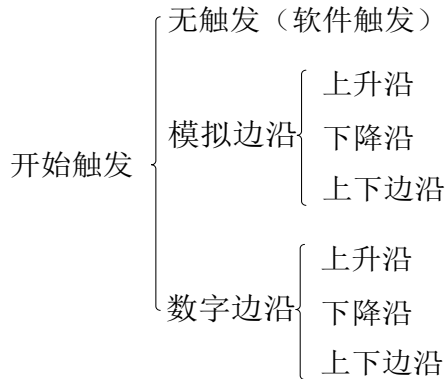 无触发（软件触发）
上升沿
模拟边沿
下降沿
上下边沿
开始触发
上升沿
数字边沿
下降沿
上下边沿